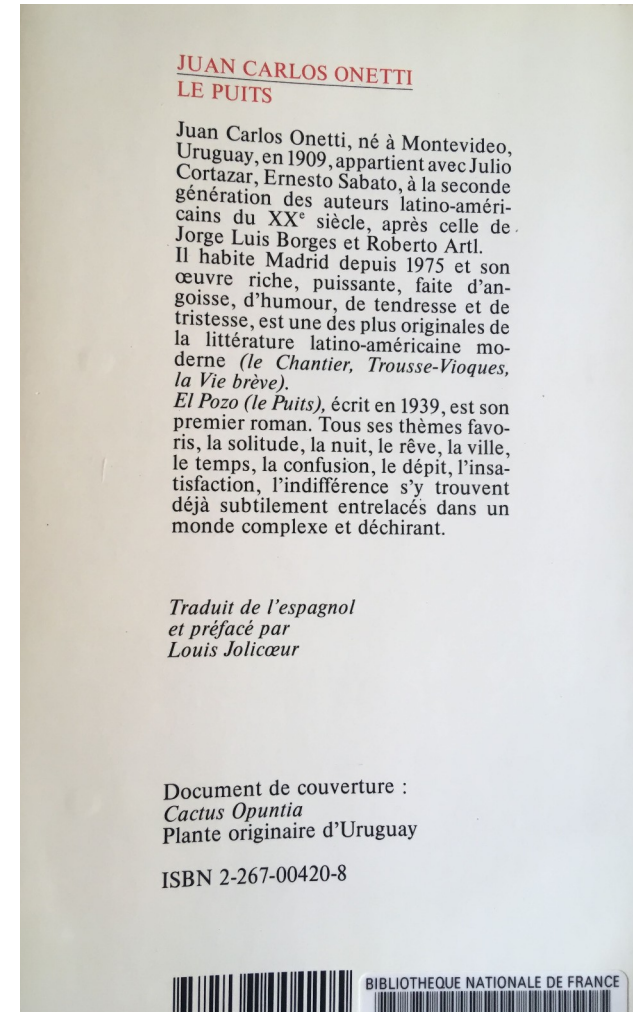 JUAN CARLOS ONETTI
LE PUITS
Juan Carlos Onetti, né à Montevideo,
Uruguay, en 1909, appartient avec Julio
Cortazar, Ernesto Sabato, à la seconde
génération des auteurs latino-améri-
cains du XXe siècle, après celle de
Jorge Luis Borges et Roberto Artl.
Il habite Madrid depuis 1975 et son
œuvre riche, puissante, faite d'an-
goisse, d'humour, de tendresse et de
tristesse, est une des plus originales de
la littérature latino-américaine mo-
derne (le Chantier, Trousse-Vioques,
la Vie brève).
El Pozo (le Puits), écrit en 1939, est son
premier roman. Tous ses thèmes favo-
ris, la solitude, la nuit, le rêve, la ville,
le temps, la confusion, le dépit, l'insa-
tisfaction, l'indifférence s'y trouvent
déjà subtilement entrelacés dans un
monde complexe et déchirant.
Traduit de l'espagnol
et préfacé par
Louis Jolicœur
Document de couverture :
Cactus Opuntia
Plante originaire d'Uruguay
ISBN 2-267-00420-8
BIBLIOTHEQUE NATIONALE DE FRANCE